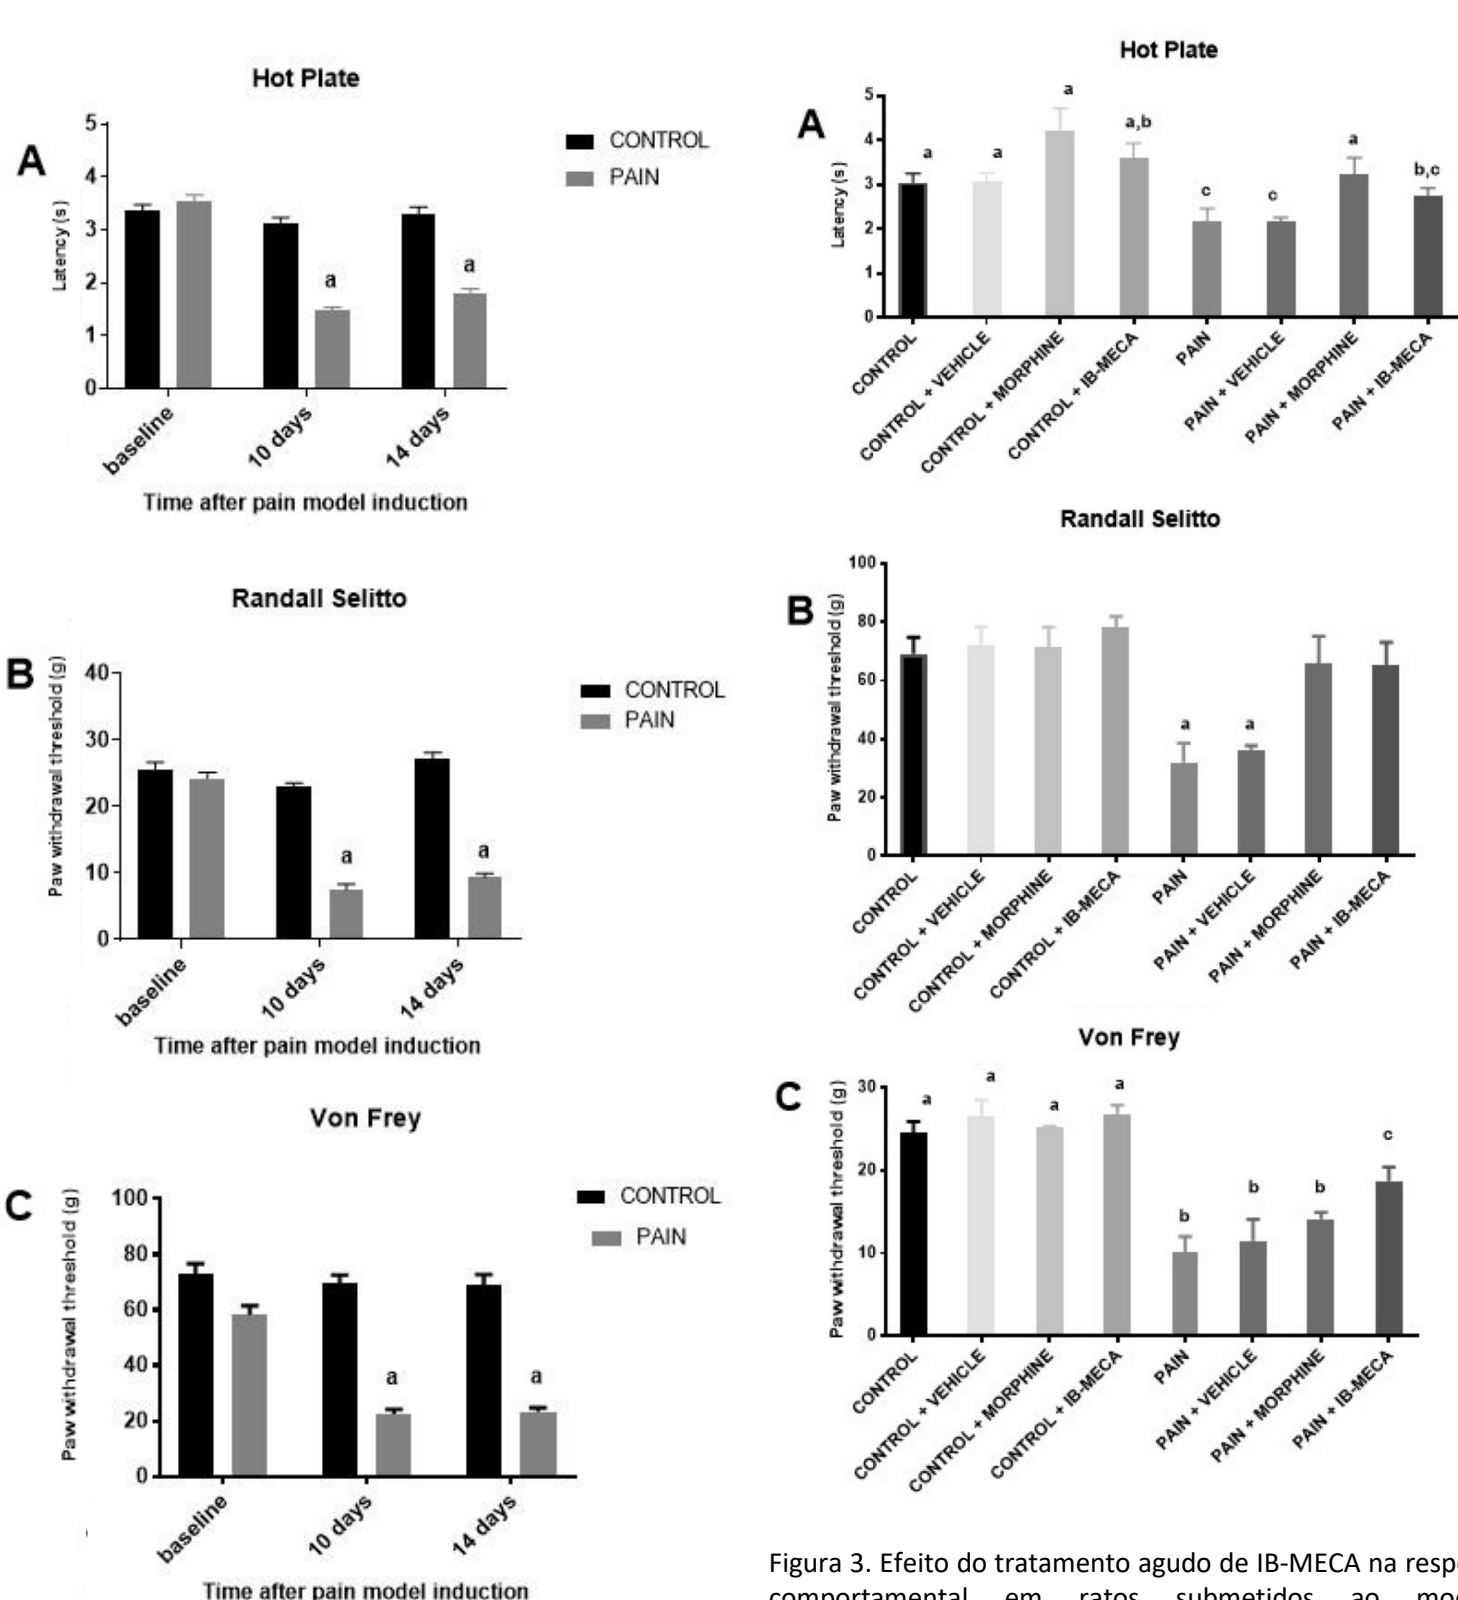 Hot Plate
A
Latency (s)
5
4
3
2
1
0
CONTROL
PAIN
a
a
baseline
10 days
14 days
Time after pain model induction
Randall Selitto
B
Paw withdrawal threshold (g)
40
30
20
10
0
CONTROL
PAIN
a
a
baseline
10 days
14 days
Time after pain model induction
Von Frey
C
Paw withdrawal threshold (g)
100
80
60
40
20
0
CONTROL
PAIN
a
a
baseline
10 days
14 days
Time after pain model induction
Hot Plate
A
Latency (s)
5
4
3
2
1
0
a
a
a
a,b
c
c
a
b,c
CONTROL
CONTROL + VEHICLE
CONTROL + MORPHINE
CONTROL + IB-MECA
PAIN
PAIN + VEHICLE
PAIN + MORPHINE
PAIN + IB-MECA
Randall Selitto
B
Paw withdrawal threshold (g)
100
80
60
40
20
0
a
a
CONTROL
CONTROL + VEHICLE
CONTROL + MORPHINE
CONTROL + IB-MECA
PAIN
PAIN + VEHICLE
PAIN + MORPHINE
PAIN + IB-MECA
Von Frey
C
Paw withdrawal threshold (g)
30
20
10
0
a
a
a
a
b
b
b
c
CONTROL
CONTROL + VEHICLE
CONTROL + MORPHINE
CONTROL + IB-MECA
PAIN
PAIN + VEHICLE
PAIN + MORPHINE
PAIN + IB-MECA
Figura 3. Efeito do tratamento agudo de IB-MECA na resp
comportamental em ratos submetidos ao mo